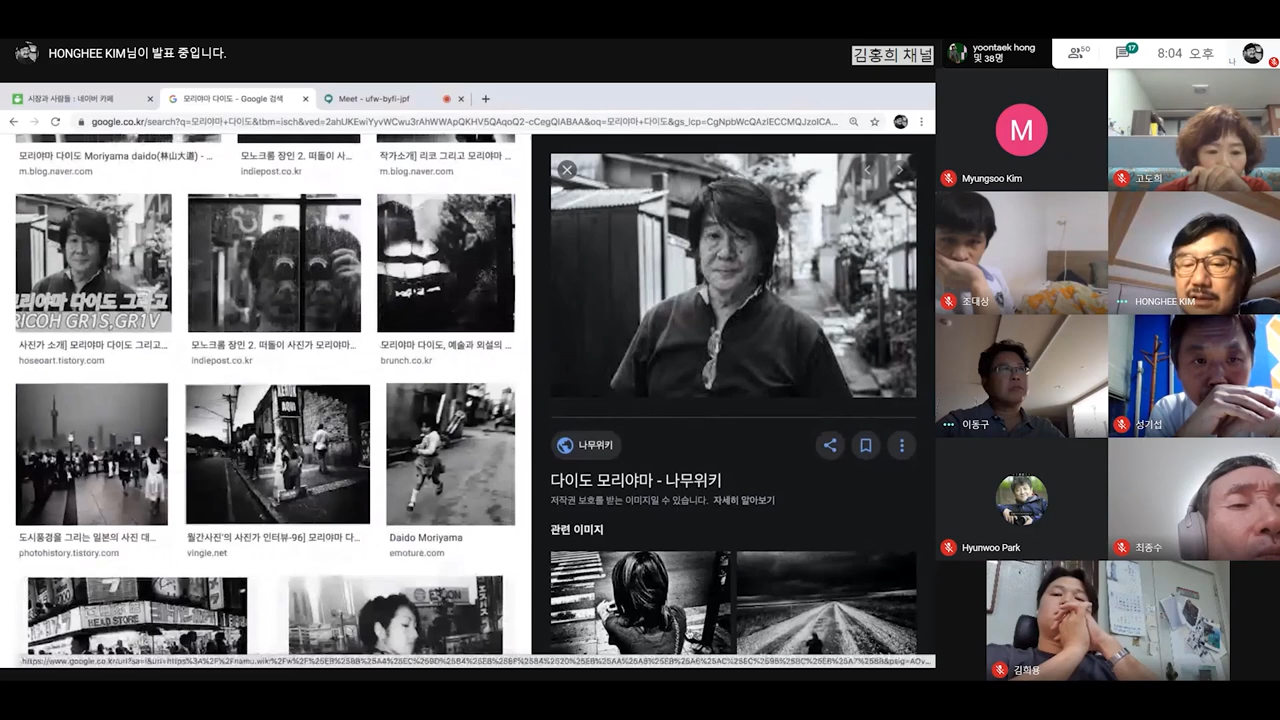 HONGHEE KIM님이 발표 중입니다.
김홍희 채널
yoontaek hong
및 38명
50
17
8:04 오후
나
시장과 사람들 : 네이버 카페
모리야마 다이도 - Google 검색
Meet - ufw-byfi-jpf
모리야마 다이도 Moriyama daido(林山大道) - ...
m.blog.naver.com
모노크롬 장인 2. 떠돌이 사...
indiepost.co.kr
작가소개] 리코 그리고 모리야마 ...
m.blog.naver.com
모리야마 다이도 그리고
RICOH GR1S,GR1V
사진가 소개] 모리야마 다이도 그리고...
hoseoart.tistory.com
모노크롬 장인 2. 떠돌이 사진가 모리야마...
indiepost.co.kr
모리야마 다이도, 예술과 외설의 ...
brunch.co.kr
도시풍경을 그리는 일본의 사진 대...
photohistory.tistory.com
월간사진'의 사진가 인터뷰-96] 모리야마 다...
vingle.net
Daido Moriyama
emoture.com
나무위키
다이도 모리야마 - 나무위키
저작권 보호를 받는 이미지일 수 있습니다. 자세히 알아보기
관련 이미지
M
Myungsoo Kim
고도희
조대상
HONGHEE KIM
이동구
성기섭
Hyunwoo Park
최종수
김희용